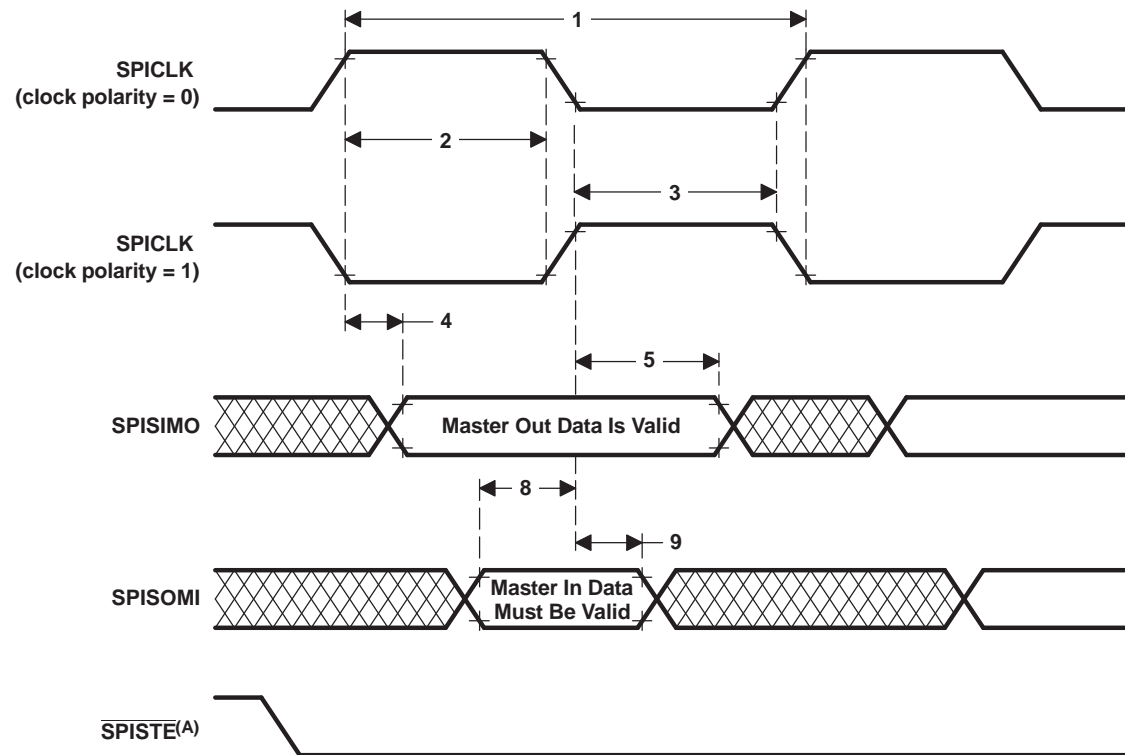 1
SPICLK
(clock polarity = 0)
2
3
SPICLK
(clock polarity = 1)
4
5
SPISIMO
Master Out Data Is Valid
8
9
SPISOMI
Master In Data
Must Be Valid
SPISTE(A)